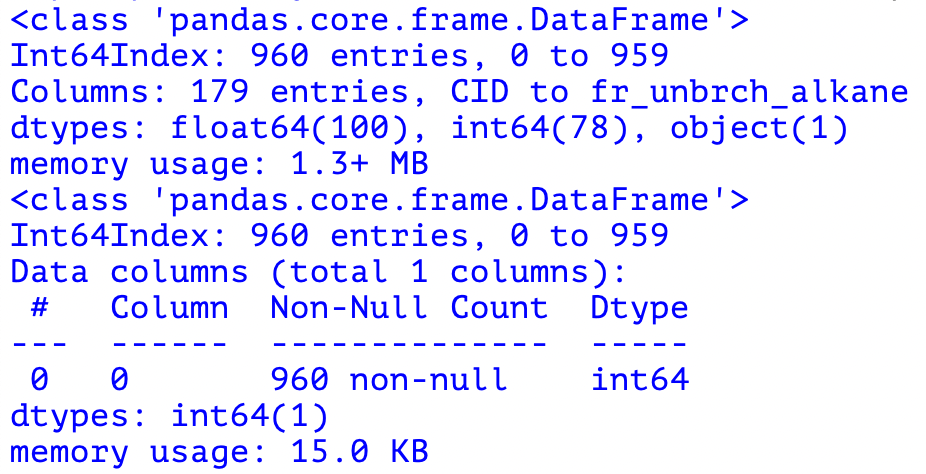 <class 'pandas.core.frame.DataFrame'>
Int64Index: 960 entries, 0 to 959
Columns: 179 entries, CID to fr_unbrch_alkane
dtypes: float64(100), int64(78), object(1)
memory usage: 1.3+ MB
<class 'pandas.core.frame.DataFrame'>
Int64Index: 960 entries, 0 to 959
Data columns (total 1 columns):
 #   Column  Non-Null Count  Dtype
---  ------  --------------  -----
 0   0       960 non-null    int64
dtypes: int64(1)
memory usage: 15.0 KB